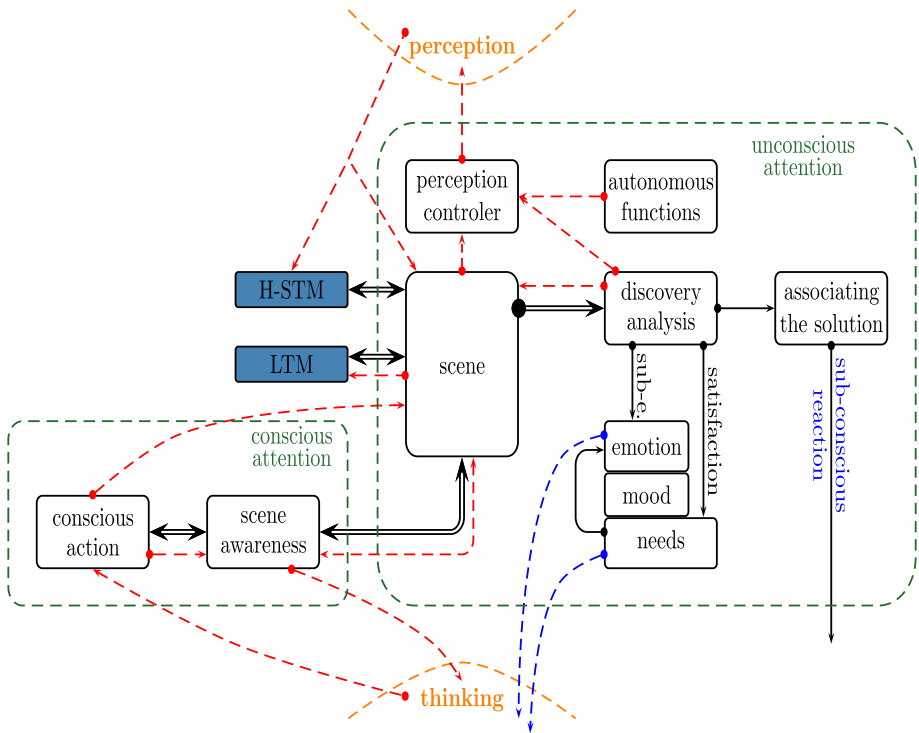 perception
unconscious
attention
perception
controler
autonomous
functions
H-STM
discovery
analysis
associating
the solution
LTM
scene
sub-e.
satisfaction
sub-conscious
reaction
conscious
attention
emotion
mood
needs
conscious
action
scene
awareness
thinking